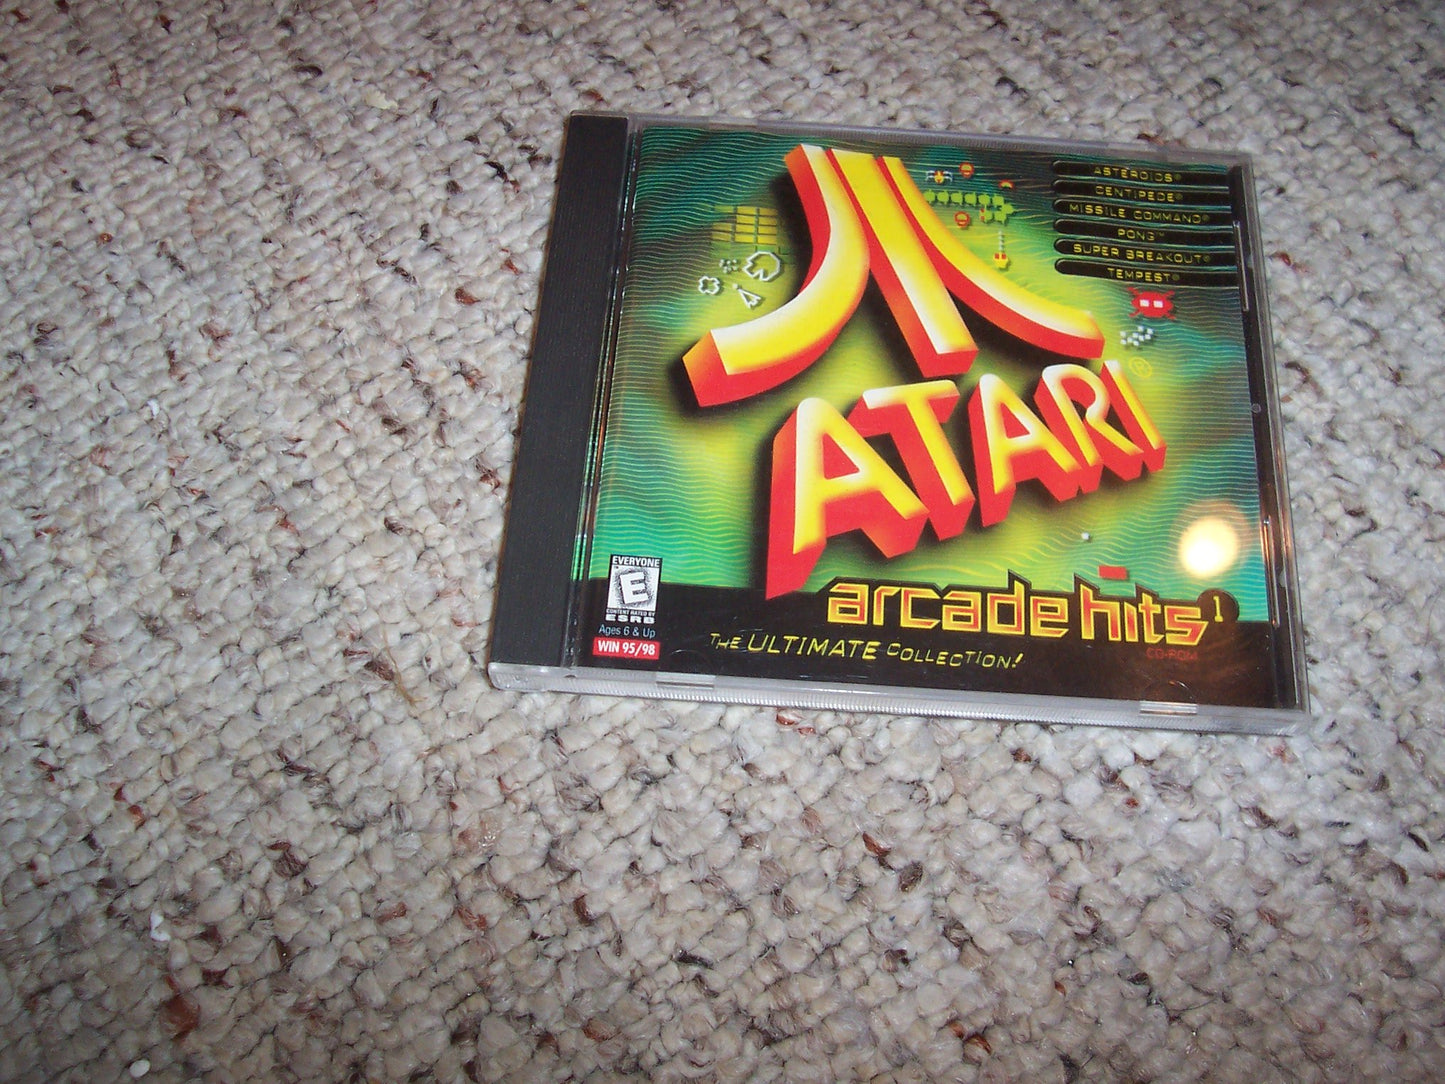 ASTEROIDS®
CENTIPEDE®
MISSILE COMMAND®
PONG™
SUPER BREAKOUT®
TEMPEST®
ATARI®
EVERYONE
E
CONTENT RATED BY
ESRB
Ages 6 & Up
WIN 95/98
arcade hits 1
CD-ROM
THE ULTIMATE COLLECTION!